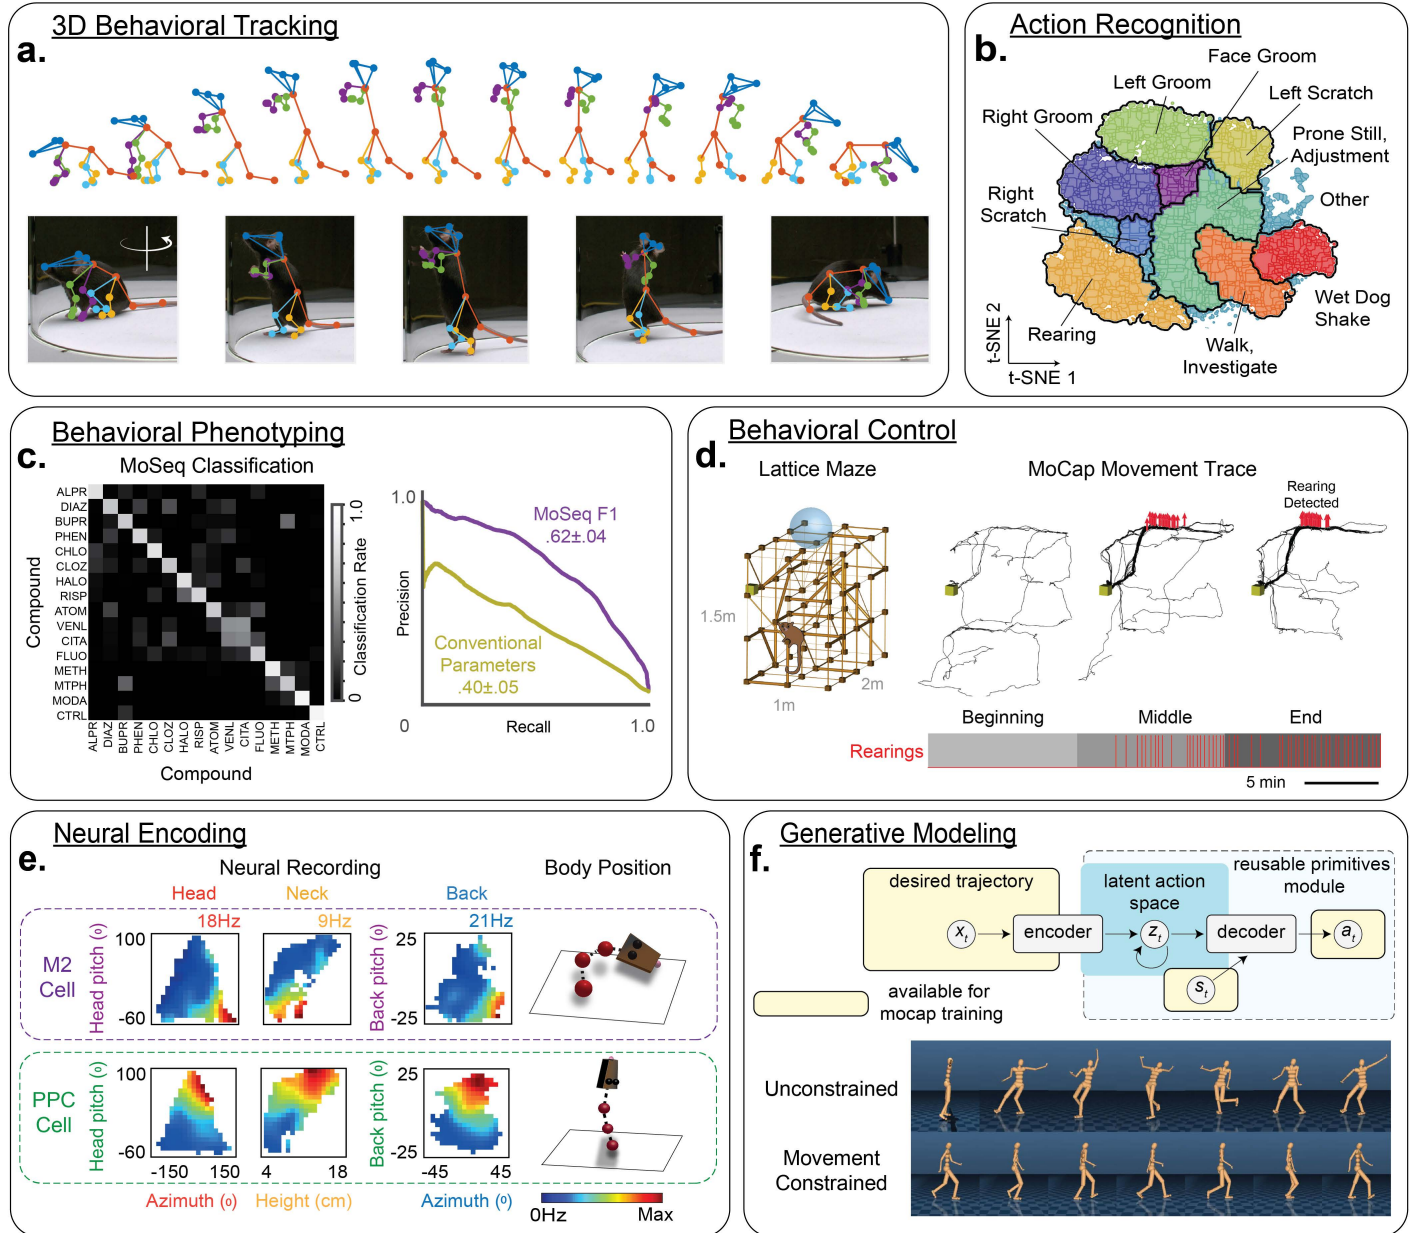 3D Behavioral Tracking
a.
Action Recognition
b.
Face Groom
Left Groom
Left Scratch
Right Groom
Prone Still,
Adjustment
Right
Scratch
Other
Wet Dog
Shake
Rearing
Walk,
Investigate
t-SNE 2
t-SNE 1
Behavioral Phenotyping
c.
MoSeq Classification
Compound
ALPR
DIAZ
BUPR
PHEN
CHLO
CLOZ
HALO
RISP
ATOM
VENL
CITA
FLUO
METH
MTPH
MODA
CTRL
ALPR
DIAZ
BUPR
PHEN
CHLO
CLOZ
HALO
RISP
ATOM
VENL
CITA
FLUO
METH
MTPH
MODA
CTRL
Compound
0 Classification Rate 1.0
1.0
Precision
MoSeq F1
.62±.04
Conventional
Parameters
.40±.05
0
Recall
1.0
Behavioral Control
d.
Lattice Maze
MoCap Movement Trace
Rearing
Detected
1.5m
2m
1m
Beginning
Middle
End
Rearings
5 min
Neural Encoding
e.
Neural Recording
Body Position
Head
Neck
Back
18Hz
9Hz
21Hz
M2
Cell
Head pitch (o)
100
-60
Back pitch (o)
25
-25
PPC
Cell
Head pitch (o)
100
-60
Back pitch (o)
25
-25
-150 150
4 18
-45 45
Azimuth (o)
Height (cm)
Azimuth (o)
0Hz
Max
Generative Modeling
f.
reusable primitives
module
desired trajectory
latent action
space
xt
encoder
zt
decoder
at
st
available for
mocap training
Unconstrained
Movement
Constrained